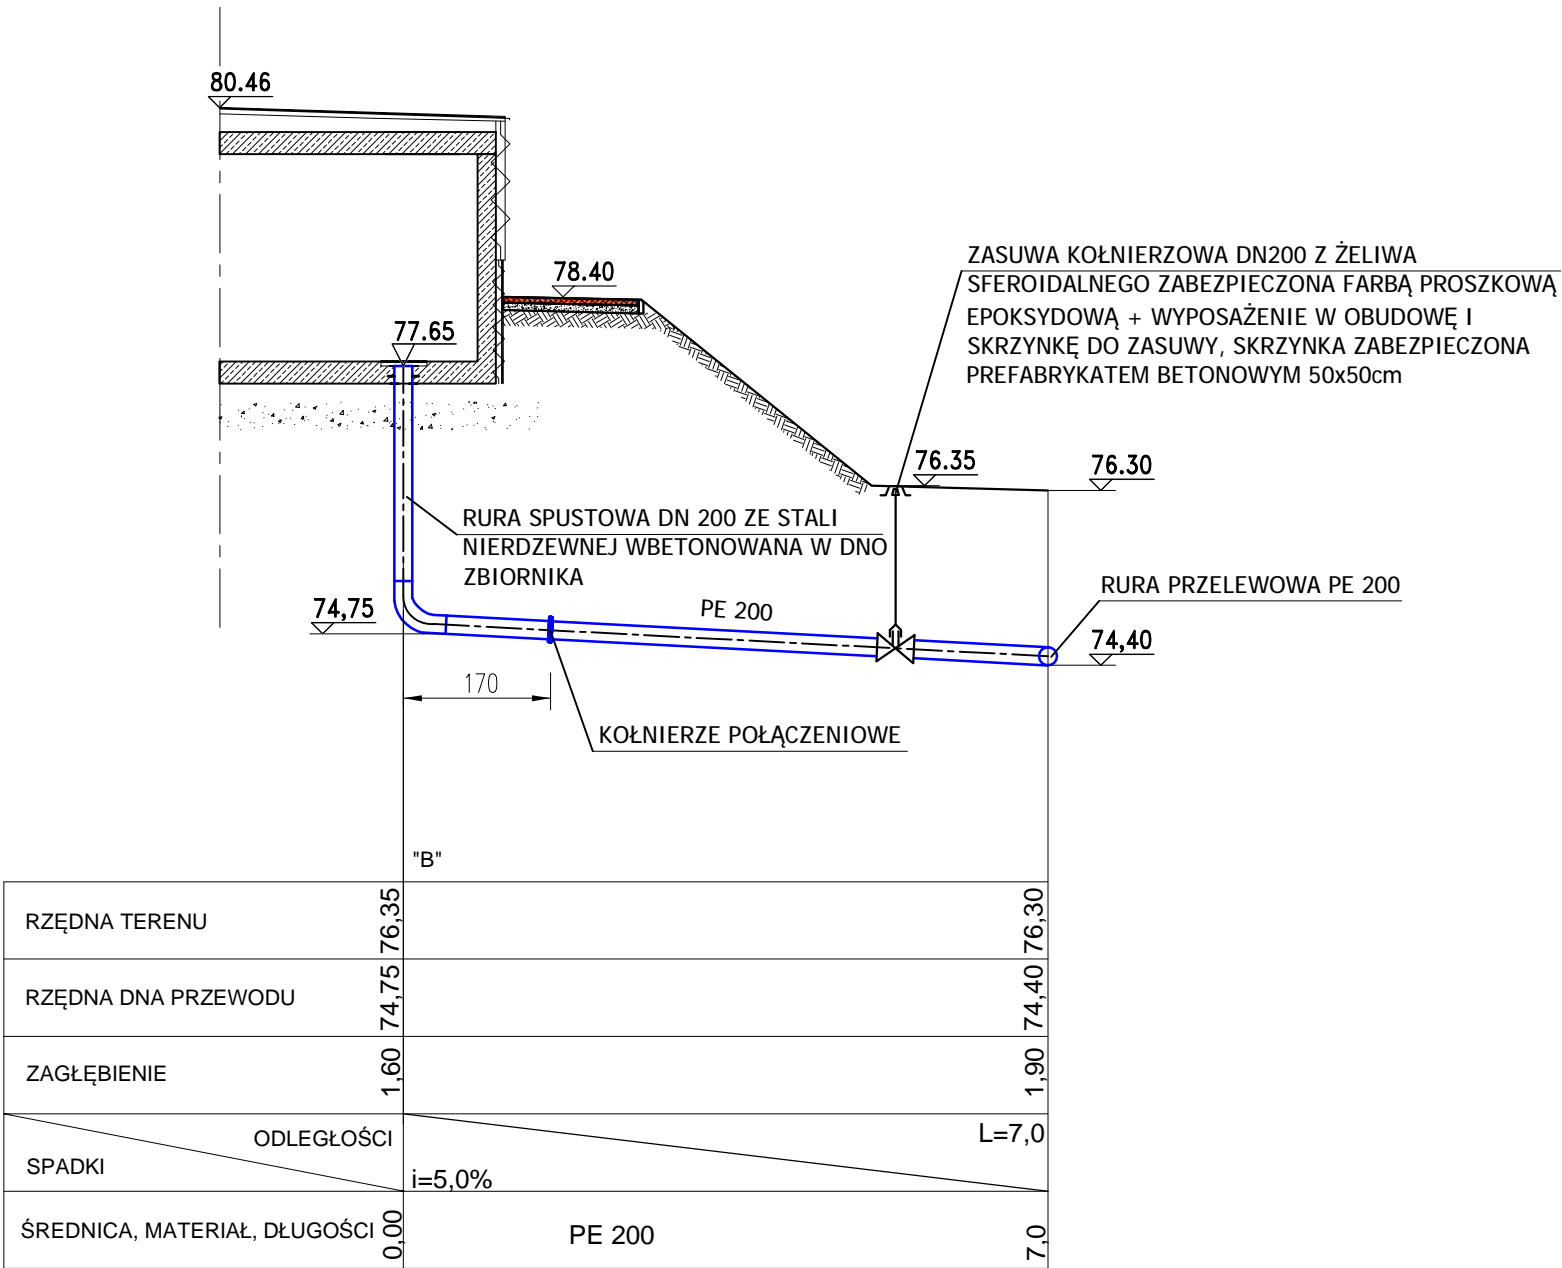 80.46
78.40
77.65
ZASUWA KOŁNIERZOWA DN200 Z ŻELIWA
SFEROIDALNEGO ZABEZPIECZONA FARBĄ PROSZKOWĄ
EPOKSYDOWĄ + WYPOSAŻENIE W OBUDOWĘ I
SKRZYNKĘ DO ZASUWY, SKRZYNKA ZABEZPIECZONA
PREFABRYKATEM BETONOWYM 50x50cm
76.35
76.30
RURA SPUSTOWA DN 200 ZE STALI
NIERDZEWNEJ WBETONOWANA W DNO
ZBIORNIKA
RURA PRZELEWOWA PE 200
74,75
PE 200
74,40
170
KOŁNIERZE POŁĄCZENIOWE
"B"
RZĘDNA TERENU 76,35 76,30
RZĘDNA DNA PRZEWODU 74,75 74,40
ZAGŁĘBIENIE 1,60 1,90
ODLEGŁOŚCI L=7,0
SPADKI i=5,0%
ŚREDNICA, MATERIAŁ, DŁUGOŚCI 0,00 PE 200 7,0